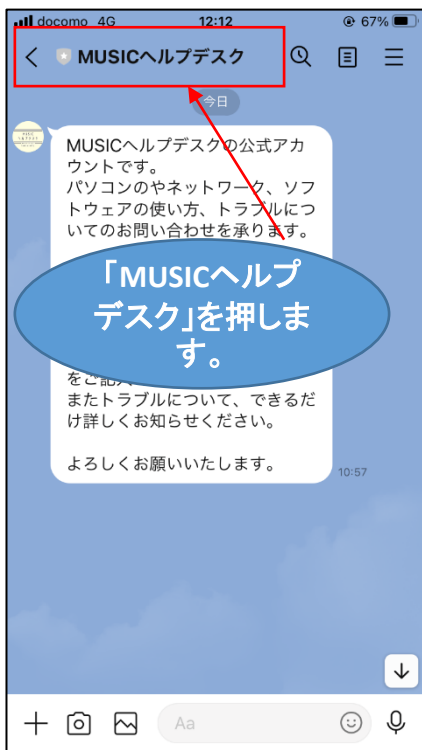 docomo 4G 12:12 67%
MUSICヘルプデスク
今日
MUSICヘルプデスクの公式アカ
ウントです。
パソコンのやネットワーク、ソフ
トウェアの使い方、トラブルにつ
いてのお問い合わせを承ります。
「MUSICヘルプ
デスク」を押しま
す。
をご記入
またトラブルについて、できるだ
け詳しくお知らせください。
よろしくお願いいたします。
10:57
Aa